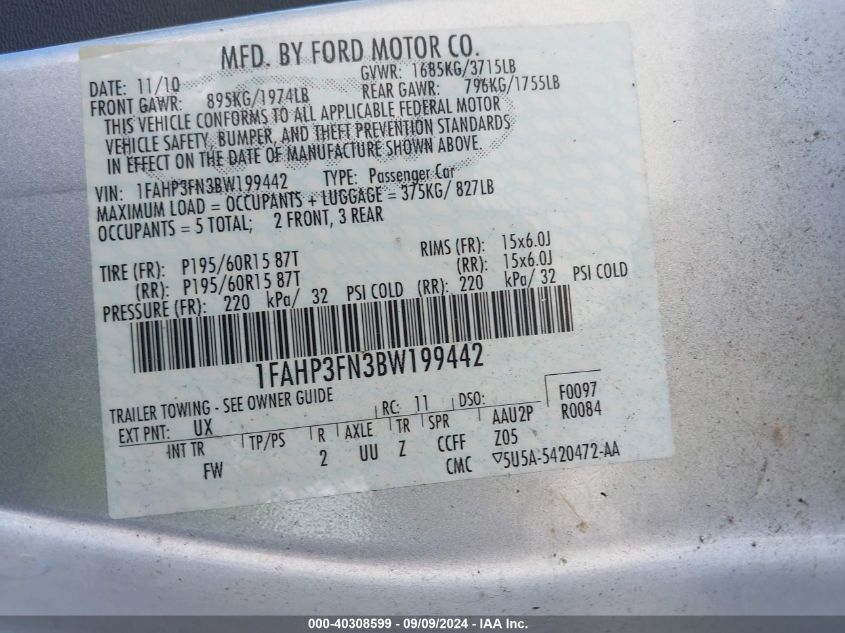 MFD. BY FORD MOTOR CO.
DATE: 11/10 GVWR: 1685KG/3715LB
FRONT GAWR: 895KG/1974LB REAR GAWR: 796KG/1755LB
THIS VEHICLE CONFORMS TO ALL APPLICABLE FEDERAL MOTOR
VEHICLE SAFETY, BUMPER, AND THEFT PREVENTION STANDARDS
IN EFFECT ON THE DATE OF MANUFACTURE SHOWN ABOVE.
VIN: 1FAHP3FN3BW199442 TYPE: Passenger Car
MAXIMUM LOAD = OCCUPANTS + LUGGAGE = 375KG/ 827LB
OCCUPANTS = 5 TOTAL; 2 FRONT, 3 REAR
TIRE (FR): P195/60R15 87T RIMS (FR): 15x6.0J
(RR): P195/60R15 87T (RR): 15x6.0J
PRESSURE (FR): 220 kPa/ 32 PSI COLD (RR): 220 kPa/ 32 PSI COLD
1FAHP3FN3BW199442
TRAILER TOWING - SEE OWNER GUIDE
EXT PNT: UX RC: 11 DSO: F0097
INT TR TP/PS R AXLE TR SPR AAU2P R0084
FW 2 UU Z CCFF Z05
CMC ▽5U5A-5420472-AA
000-40308599 - 09/09/2024 - IAAI Inc.